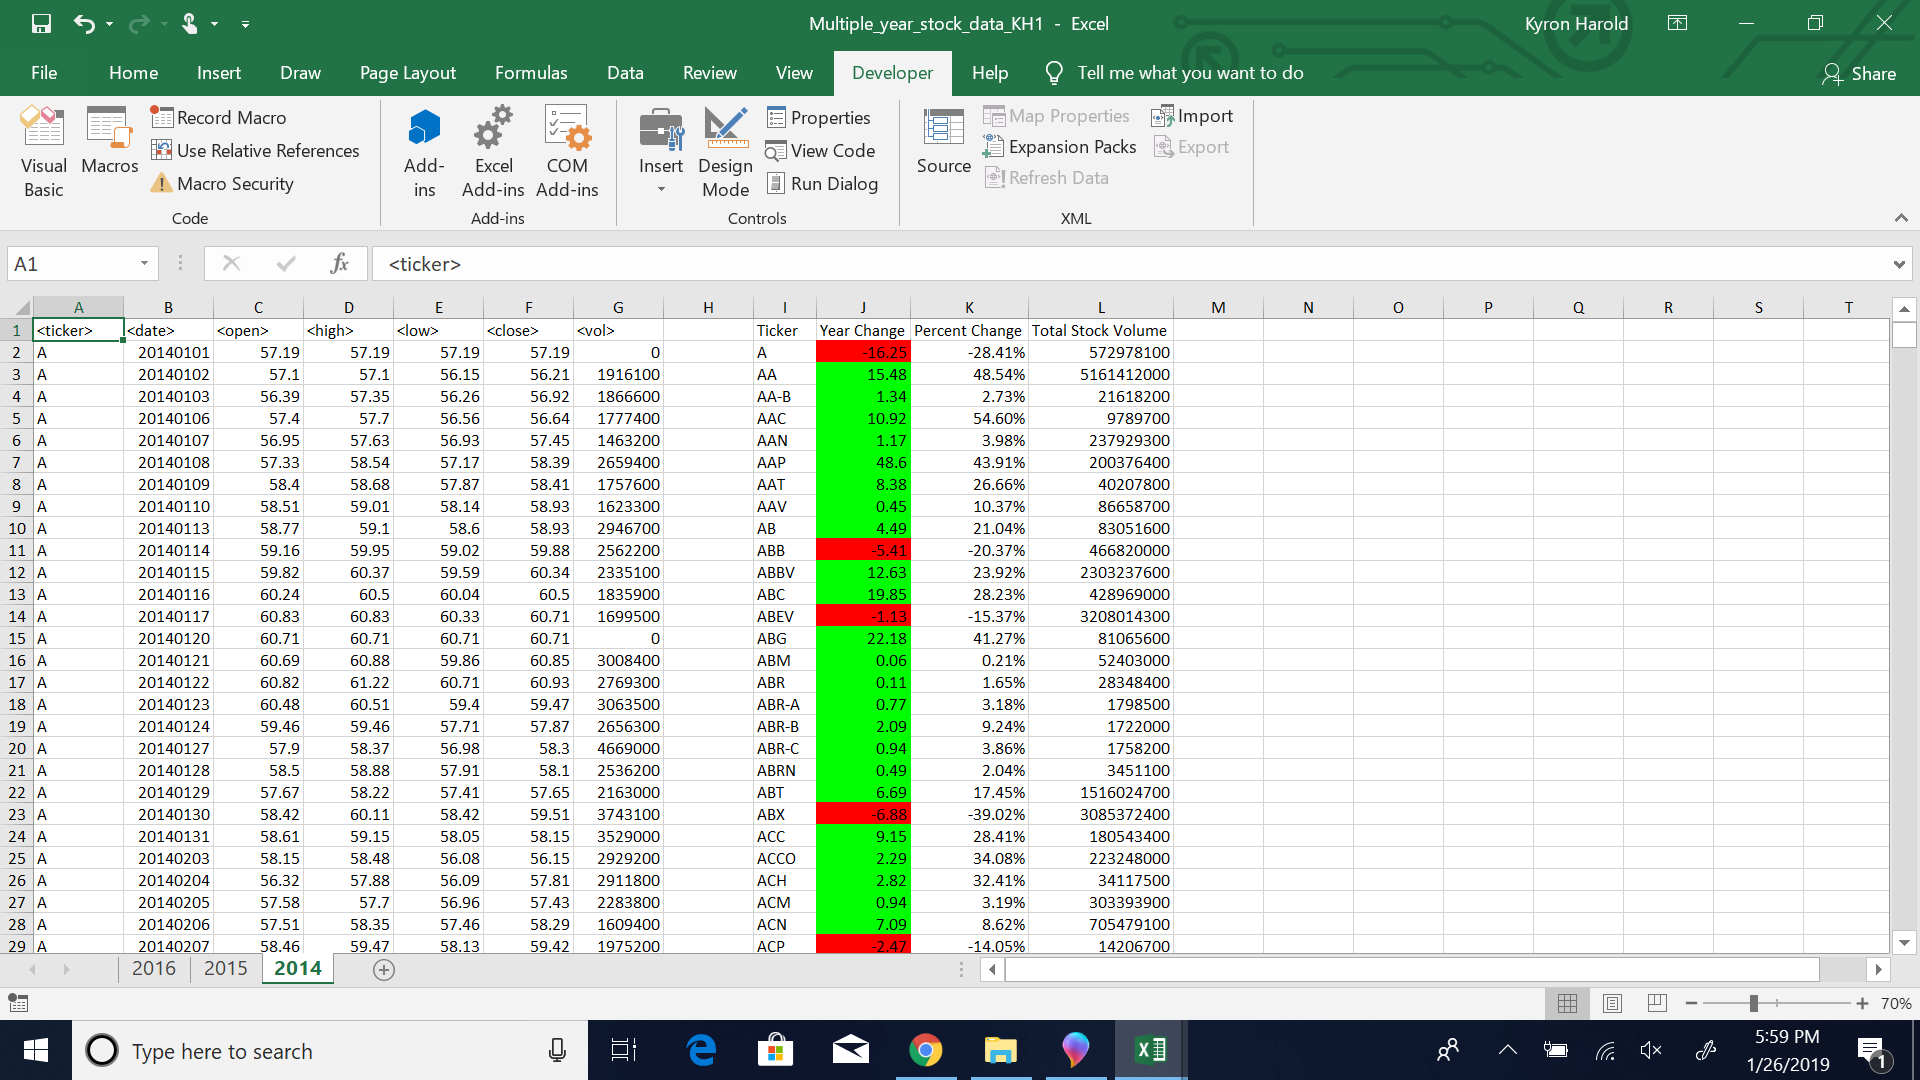 Multiple_year_stock_data_KH1 - Excel
Kyron Harold
File Home Insert Draw Page Layout Formulas Data Review View Developer Help Tell me what you want to do Share
Visual Basic
Macros
Record Macro
Use Relative References
Macro Security
Code
Add-ins
Excel Add-ins
COM Add-ins
Add-ins
Insert
Design Mode
Properties
View Code
Run Dialog
Controls
Source
Map Properties
Expansion Packs
Refresh Data
Import
Export
XML
A1
fx
<ticker>
A B C D E F G H I J K L M N O P Q R S T
1 <ticker> <date> <open> <high> <low> <close> <vol> Ticker Year Change Percent Change Total Stock Volume
2 A 20140101 57.19 57.19 57.19 57.19 0 A -16.25 -28.41% 572978100
3 A 20140102 57.1 57.1 56.15 56.21 1916100 AA 15.48 48.54% 5161412000
4 A 20140103 56.39 57.35 56.26 56.92 1866600 AA-B 1.34 2.73% 21618200
5 A 20140106 57.4 57.7 56.56 56.64 1777400 AAC 10.92 54.60% 9789700
6 A 20140107 56.95 57.63 56.93 57.45 1463200 AAN 1.17 3.98% 237929300
7 A 20140108 57.33 58.54 57.17 58.39 2659400 AAP 48.6 43.91% 200376400
8 A 20140109 58.4 58.68 57.87 58.41 1757600 AAT 8.38 26.66% 40207800
9 A 20140110 58.51 59.01 58.14 58.93 1623300 AAV 0.45 10.37% 86658700
10 A 20140113 58.77 59.1 58.6 58.93 2946700 AB 4.49 21.04% 83051600
11 A 20140114 59.16 59.95 59.02 59.88 2562200 ABB -5.41 -20.37% 466820000
12 A 20140115 59.82 60.37 59.59 60.34 2335100 ABBV 12.63 23.92% 2303237600
13 A 20140116 60.24 60.5 60.04 60.5 1835900 ABC 19.85 28.23% 428969000
14 A 20140117 60.83 60.83 60.33 60.71 1699500 ABEV -1.13 -15.37% 3208014300
15 A 20140120 60.71 60.71 60.71 60.71 0 ABG 22.18 41.27% 81065600
16 A 20140121 60.69 60.88 59.86 60.85 3008400 ABM 0.06 0.21% 52403000
17 A 20140122 60.82 61.22 60.71 60.93 2769300 ABR 0.11 1.65% 28348400
18 A 20140123 60.48 60.51 59.4 59.47 3063500 ABR-A 0.77 3.18% 1798500
19 A 20140124 59.46 59.46 57.71 57.87 2656300 ABR-B 2.09 9.24% 1722000
20 A 20140127 57.9 58.37 56.98 58.3 4669000 ABR-C 0.94 3.86% 1758200
21 A 20140128 58.5 58.88 57.91 58.1 2536200 ABRN 0.49 2.04% 3451100
22 A 20140129 57.67 58.22 57.41 57.65 2163000 ABT 6.69 17.45% 1516024700
23 A 20140130 58.42 60.11 58.42 59.51 3743100 ABX -6.88 -39.02% 3085372400
24 A 20140131 58.61 59.15 58.05 58.15 3529000 ACC 9.15 28.41% 180543400
25 A 20140203 58.15 58.48 56.08 56.15 2929200 ACCO 2.29 34.08% 223248000
26 A 20140204 56.32 57.88 56.09 57.81 2911800 ACH 2.82 32.41% 34117500
27 A 20140205 57.58 57.7 56.96 57.43 2283800 ACM 0.94 3.19% 303393900
28 A 20140206 57.51 58.35 57.46 58.29 1609400 ACN 7.09 8.62% 705479100
29 A 20140207 58.46 59.47 58.13 59.42 1975200 ACP -2.47 -14.05% 14206700
2016 2015 2014
70%
Type here to search
5:59 PM
1/26/2019
1